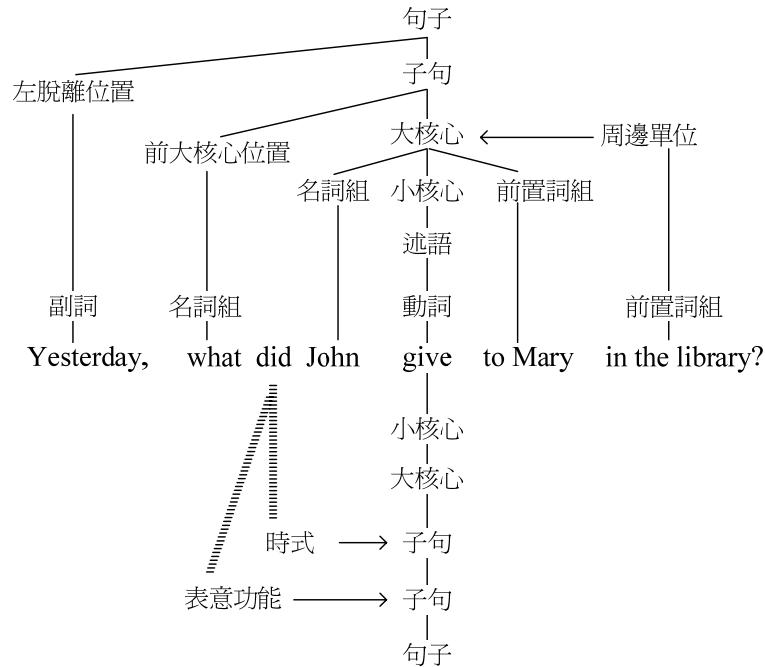 句子
子句
左脫離位置
大核心 周邊單位
前大核心位置
名詞組 小核心 前置詞組
述語
副詞 名詞組 動詞 前置詞組
Yesterday, what did John give to Mary in the library?
小核心
大核心
時式 子句
表意功能 子句
句子